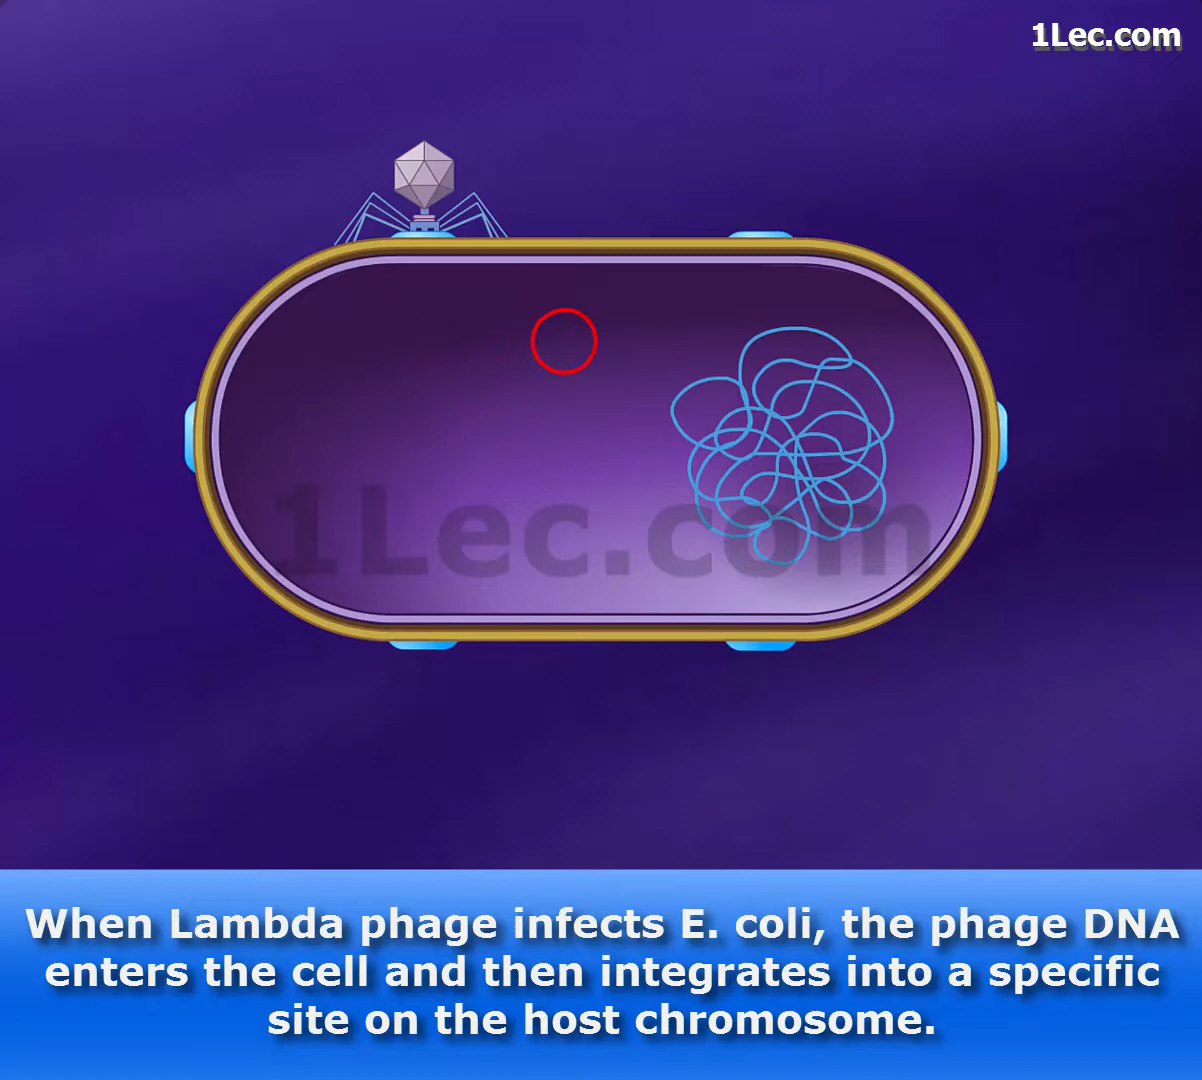 1Lec.com
1Lec.com
When Lambda phage infects E. coli, the phage DNA
enters the cell and then integrates into a specific
site on the host chromosome.